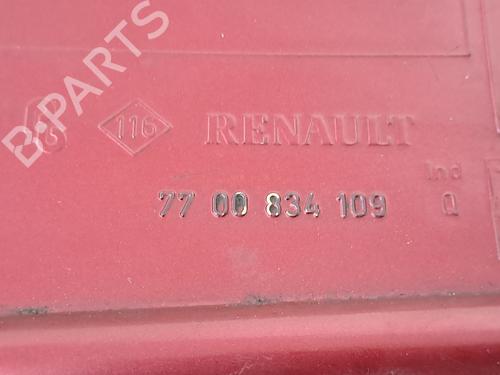 B-PARTS
116 RENAULT
Ind
77 00 834 109 Q